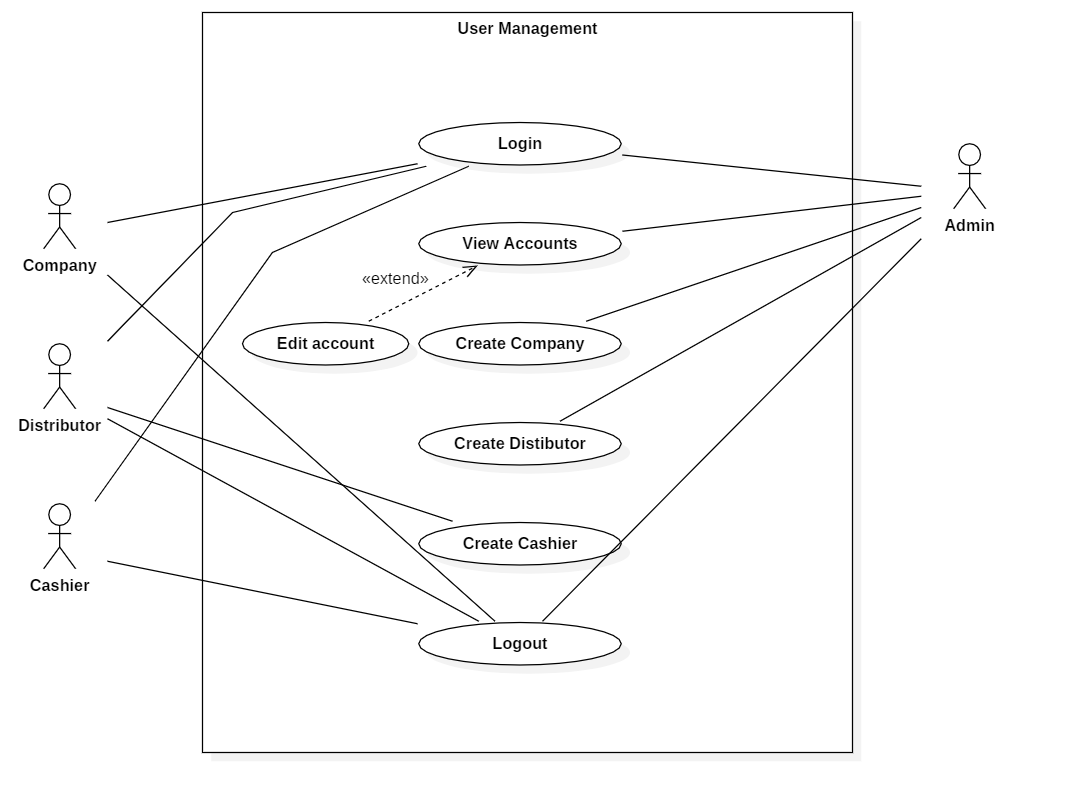 User Management
Login
Company
Admin
View Accounts
«extend»
Edit account
Create Company
Distributor
Create Distibutor
Cashier
Create Cashier
Logout